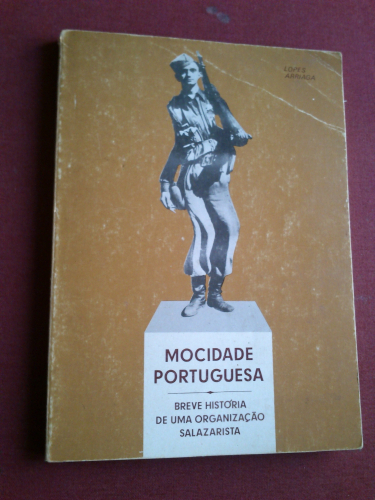 LOPES
ARRIAGA
MOCIDADE
PORTUGUESA
BREVE HISTÓRIA
DE UMA ORGANIZAÇÃO
SALAZARISTA